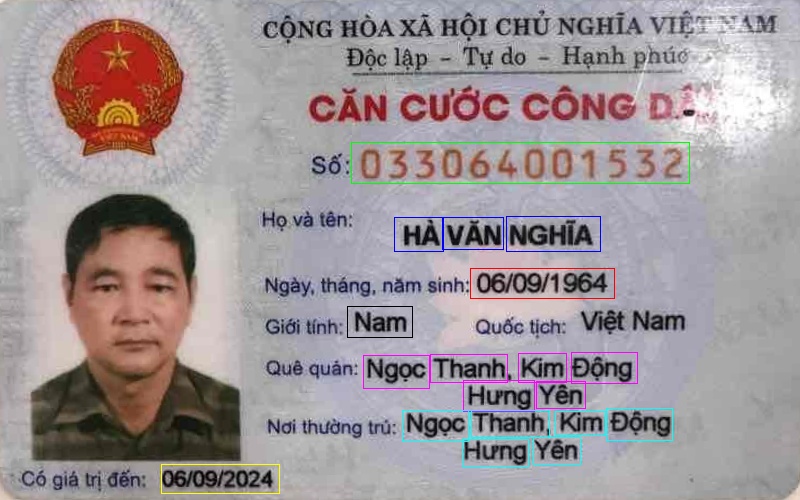 CỘNG HÒA XÃ HỘI CHỦ NGHĨA VIỆT NAM
Độc lập - Tự do - Hạnh phúc
CĂN CƯỚC CÔNG DÂN
Số: 033064001532
Họ và tên: HÀ VĂN NGHĨA
Ngày, tháng, năm sinh: 06/09/1964
Giới tính: Nam Quốc tịch: Việt Nam
Quê quán: Ngọc Thanh, Kim Động
Hưng Yên
Nơi thường trú: Ngọc Thanh, Kim Động
Hưng Yên
Có giá trị đến: 06/09/2024